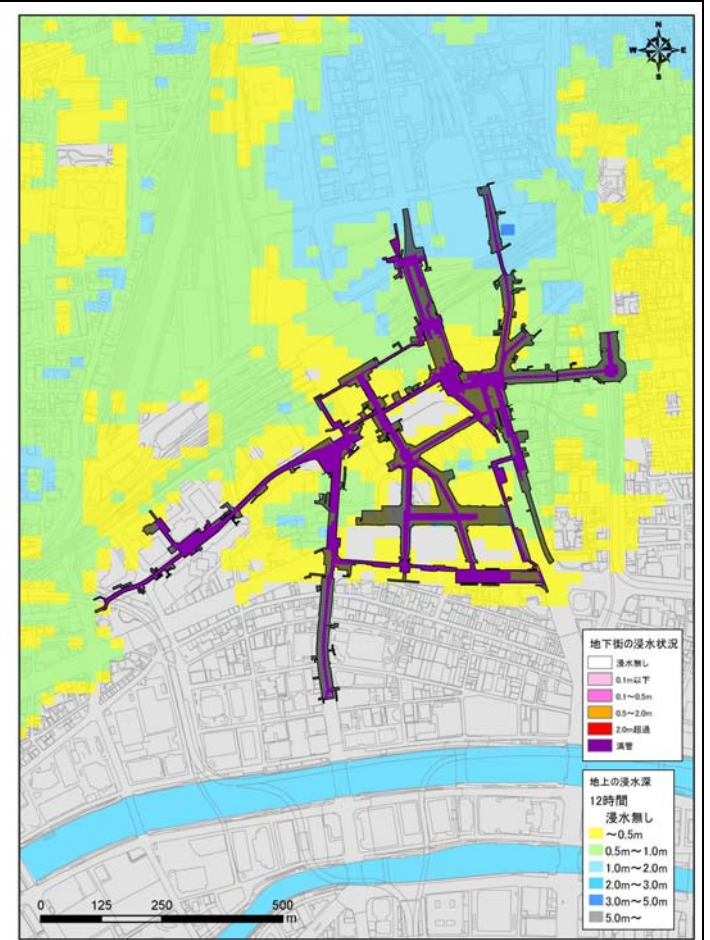 N
W E
S
地下街の浸水状況
浸水無し
0.1m以下
0.1～0.5m
0.5～2.0m
2.0m超過
満管
地上の浸水深
12時間
浸水無し
～0.5m
0.5m～1.0m
1.0m～2.0m
2.0m～3.0m
3.0m～5.0m
5.0m～
0 125 250 500
m